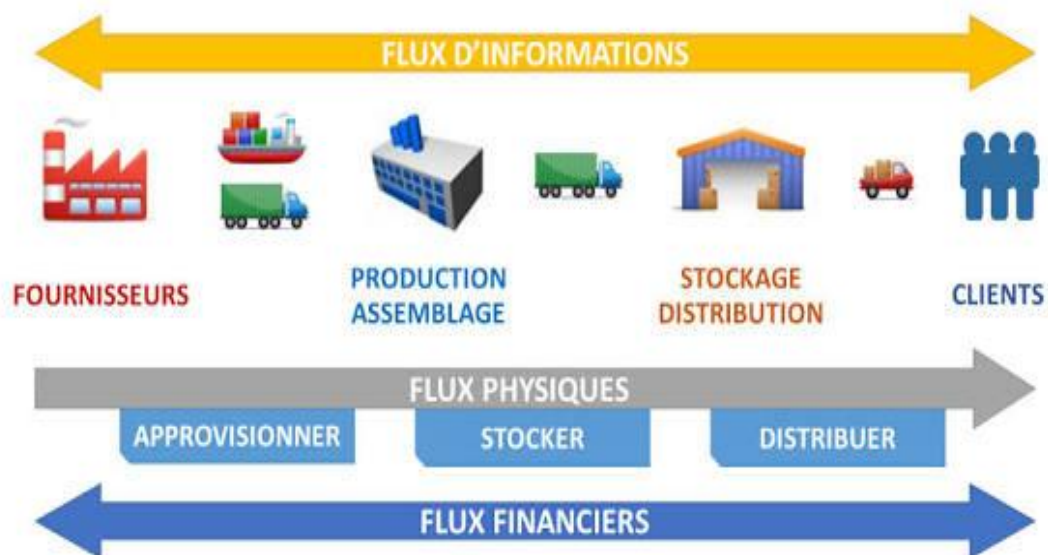 FLUX D'INFORMATIONS
FOURNISSEURS
PRODUCTION
ASSEMBLAGE
STOCKAGE
DISTRIBUTION
CLIENTS
FLUX PHYSIQUES
APPROVISIONNER
STOCKER
DISTRIBUER
FLUX FINANCIERS